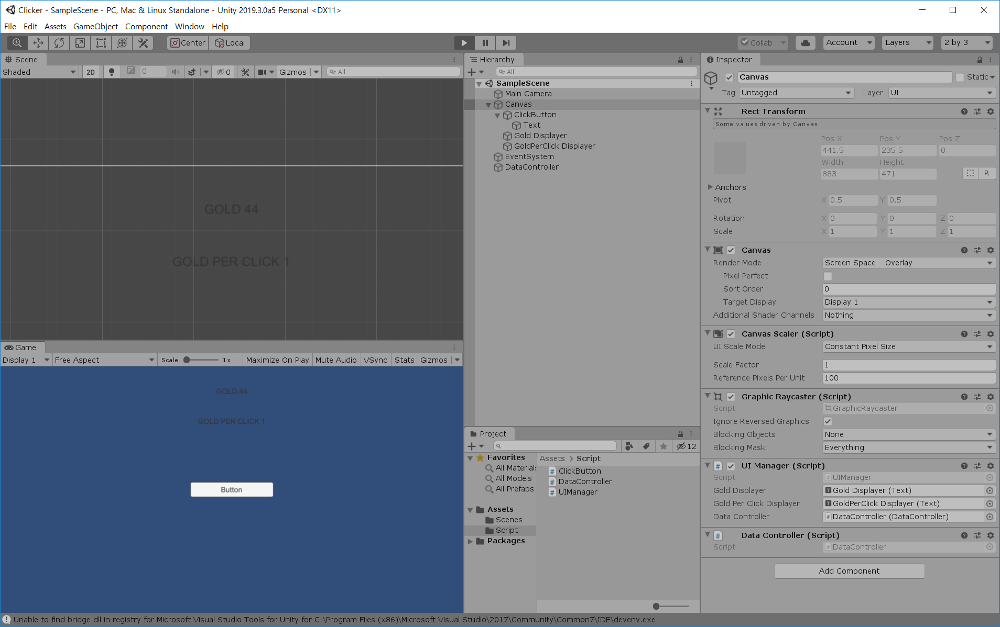 Clicker - SampleScene - PC, Mac & Linux Standalone - Unity 2019.3.0a5 Personal <DX11>
File Edit Assets GameObject Component Window Help
Center Local Collab Account Layers 2 by 3
Scene
Shaded 2D 0 0 Gizmos All
GOLD 44
GOLD PER CLICK 1
Game
Display 1 Free Aspect Scale 1x Maximize On Play Mute Audio VSync Stats Gizmos
GOLD 44
GOLD PER CLICK 1
Button
Hierarchy
All
SampleScene
Main Camera
Canvas
ClickButton
Text
Gold Displayer
GoldPerClick Displayer
EventSystem
DataController
Project
12
Favorites
All Material
All Models
All Prefabs
Assets
Scenes
Script
Packages
Assets > Script
ClickButton
DataController
UIManager
Inspector
Canvas Static
Tag Untagged Layer UI
Rect Transform
Some values driven by Canvas.
Pos X Pos Y Pos Z
441.5 235.5 0
Width Height
883 471 R
Anchors
Pivot X 0.5 Y 0.5
Rotation X 0 Y 0 Z 0
Scale X 1 Y 1 Z 1
Canvas
Render Mode Screen Space - Overlay
Pixel Perfect
Sort Order 0
Target Display Display 1
Additional Shader Channels Nothing
Canvas Scaler (Script)
UI Scale Mode Constant Pixel Size
Scale Factor 1
Reference Pixels Per Unit 100
Graphic Raycaster (Script)
Script GraphicRaycaster
Ignore Reversed Graphics
Blocking Objects None
Blocking Mask Everything
UI Manager (Script)
Script UIManager
Gold Displayer Gold Displayer (Text)
Gold Per Click Displayer GoldPerClick Displayer (Text)
Data Controller DataController (DataController)
Data Controller (Script)
Script DataController
Add Component
Unable to find bridge dll in registry for Microsoft Visual Studio Tools for Unity for C:\Program Files (x86)\Microsoft Visual Studio\2017\Community\Common7\IDE\devenv.exe